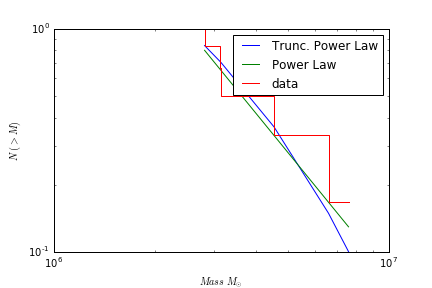 10⁰
Trunc. Power Law
Power Law
data
N (> M)
10⁻¹
10⁶
10⁷
Mass M⊙